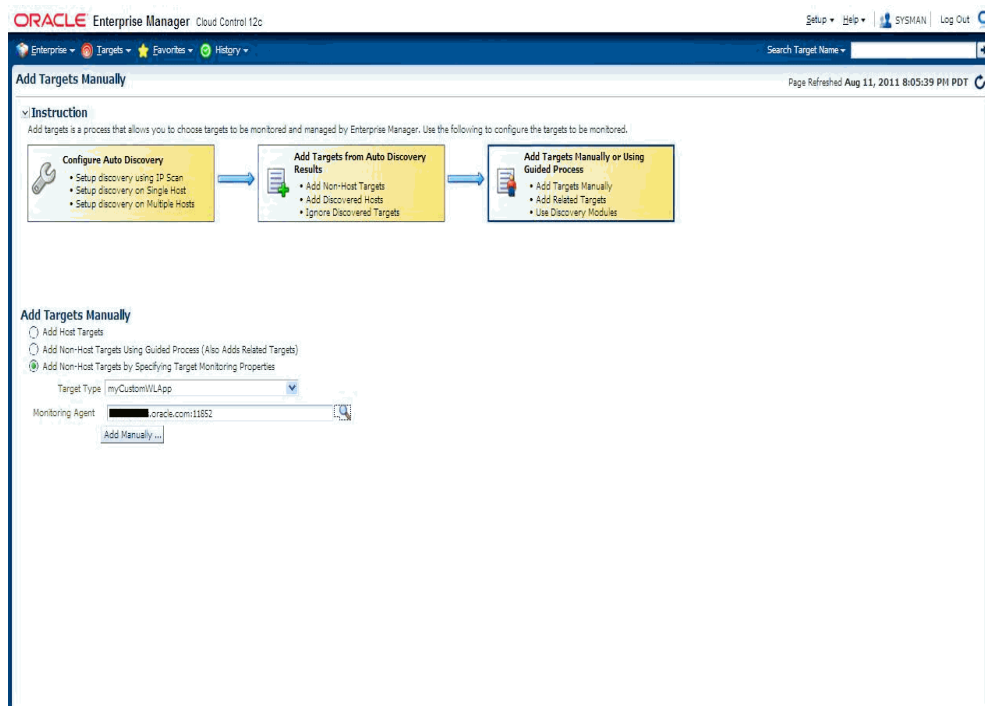 ORACLE Enterprise Manager Cloud Control 12c
Setup Help SYSMAN Log Out
Enterprise Targets Favorites History
Search Target Name
Add Targets Manually
Page Refreshed Aug 11, 2011 8:05:39 PM PDT
Instruction
Add targets is a process that allows you to choose targets to be monitored and managed by Enterprise Manager. Use the following to configure the targets to be monitored.
Configure Auto Discovery
• Setup discovery using IP Scan
• Setup discovery on Single Host
• Setup discovery on Multiple Hosts
Add Targets from Auto Discovery
Results
• Add Non-Host Targets
• Add Discovered Hosts
• Ignore Discovered Targets
Add Targets Manually or Using
Guided Process
• Add Targets Manually
• Add Related Targets
• Use Discovery Modules
Add Targets Manually
Add Host Targets
Add Non-Host Targets Using Guided Process (Also Adds Related Targets)
Add Non-Host Targets by Specifying Target Monitoring Properties
Target Type myCustomWLApp
Monitoring Agent .oracle.com:11852
Add Manually ...